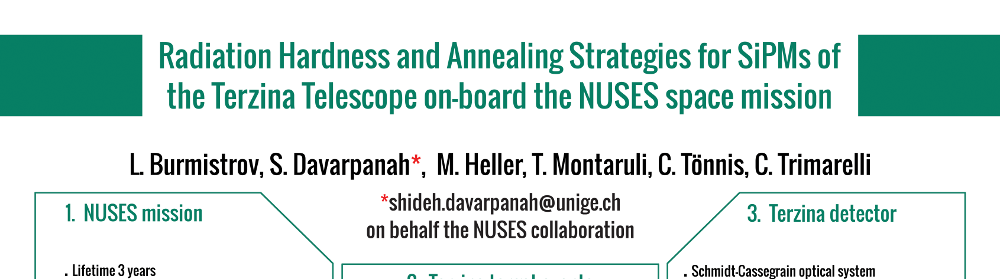 Radiation Hardness and Annealing Strategies for SiPMs of
the Terzina Telescope on-board the NUSES space mission
L. Burmistrov, S. Davarpanah*, M. Heller, T. Montaruli, C. Tönnis, C. Trimarelli
*shideh.davarpanah@unige.ch
on behalf the NUSES collaboration
1. NUSES mission
. Lifetime 3 years
3. Terzina detector
. Schmidt-Cassegrain optical system